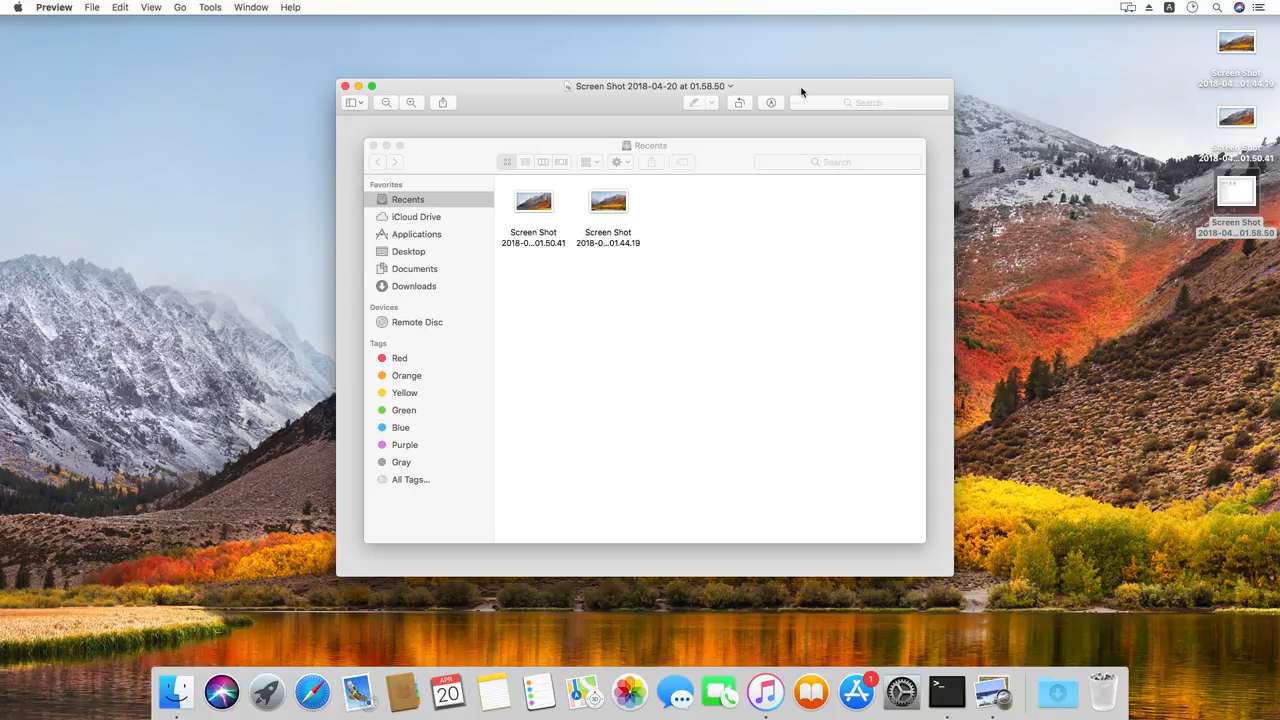 Preview File Edit View Go Tools Window Help
Screen Shot 2018-04-20 at 01.58.50
Search
Recents
Search
Favorites
Recents
iCloud Drive
Applications
Desktop
Documents
Downloads
Devices
Remote Disc
Tags
Red
Orange
Yellow
Green
Blue
Purple
Gray
All Tags...
Screen Shot
2018-0...01.50.41
Screen Shot
2018-0...01.44.19
Screen Shot
2018-04...01.44.19
Screen Shot
2018-04...01.50.41
Screen Shot
2018-04...01.58.50
A
APR
20
1
>_